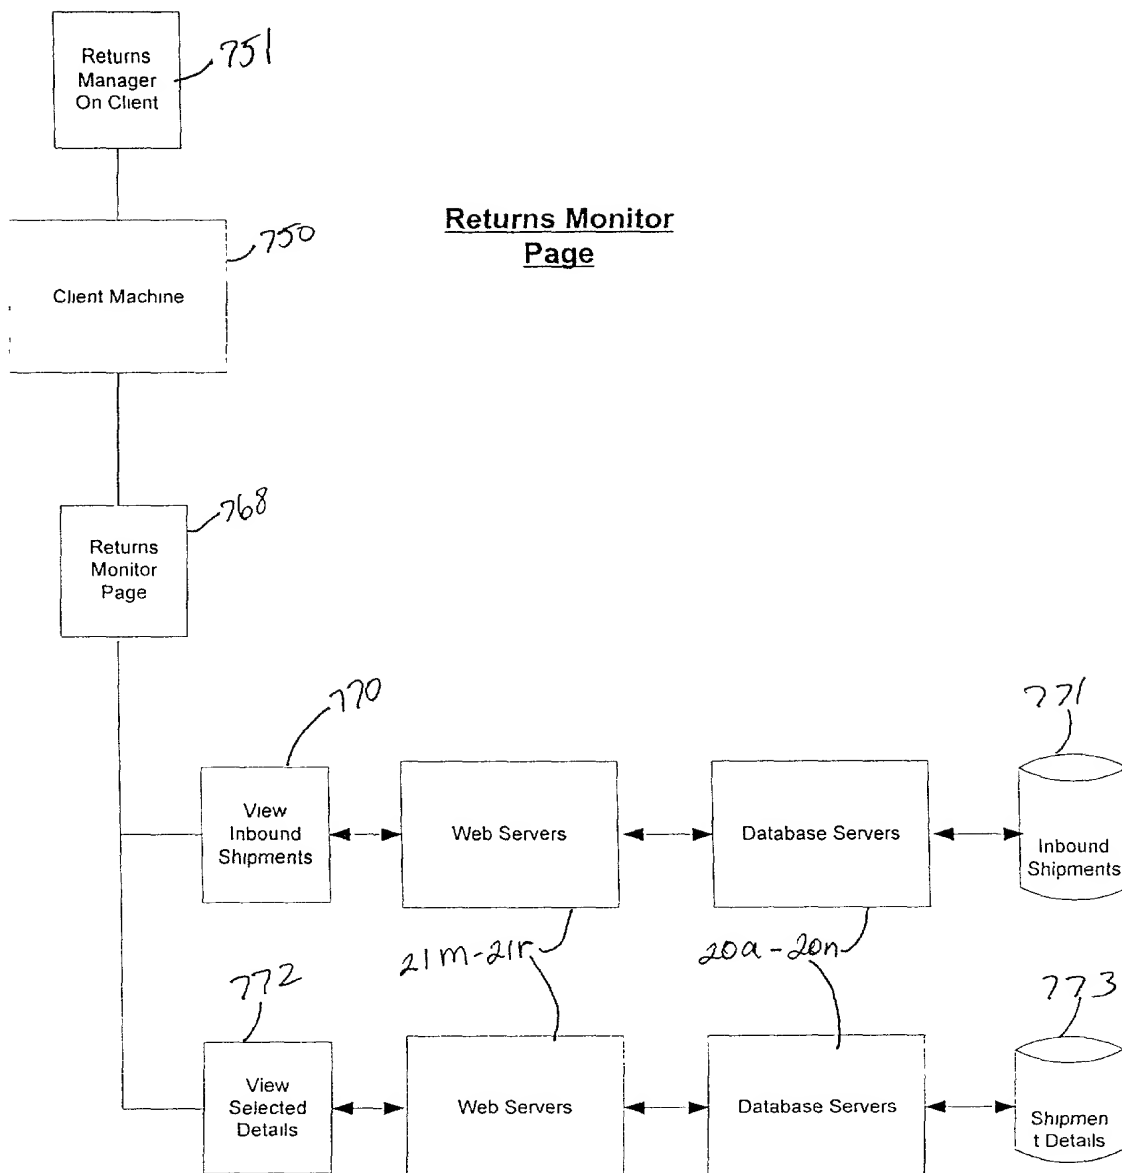 Returns
Manager
On Client
751
Returns Monitor
Page
750
Client Machine
768
Returns
Monitor
Page
770
771
View
Inbound
Shipments
Web Servers
Database Servers
Inbound
Shipments
21m-21r
20a-20n
772
773
View
Selected
Details
Web Servers
Database Servers
Shipmen
t Details